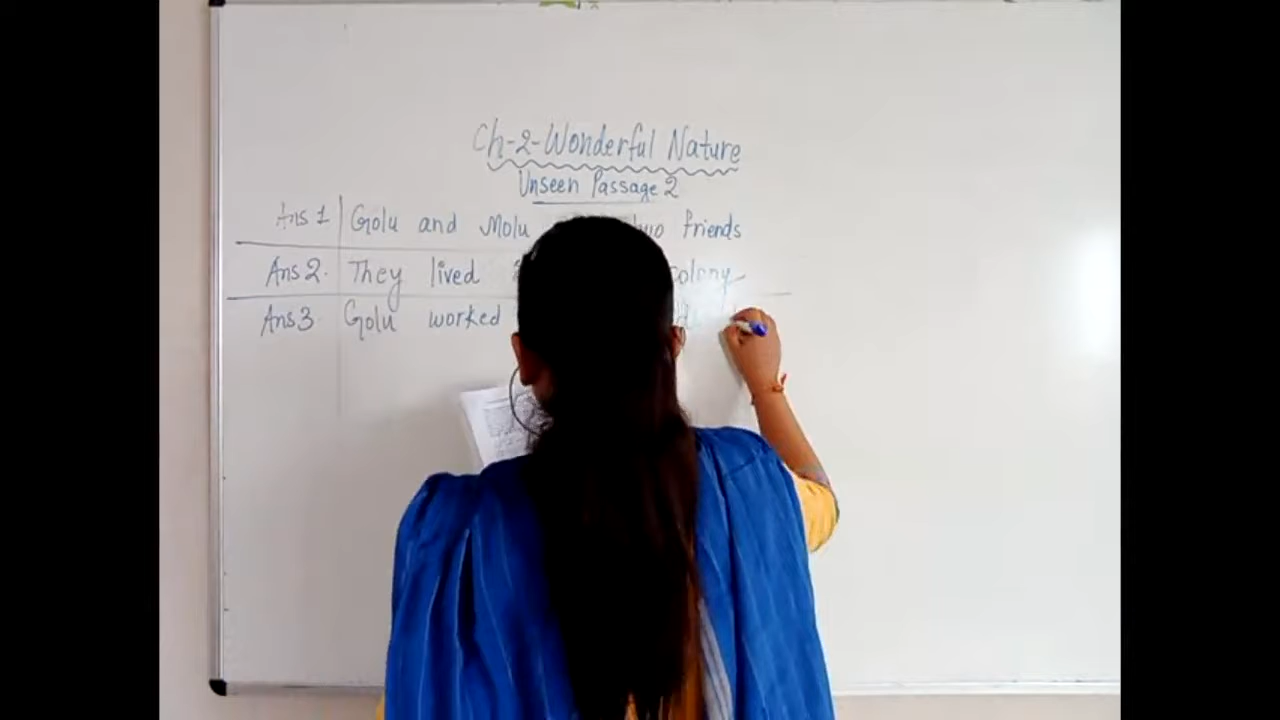 Ch-2-Wonderful Nature
Unseen Passage 2
Ans 1 Golu and Molu two friends
Ans 2. They lived colony
Ans 3 Golu worked